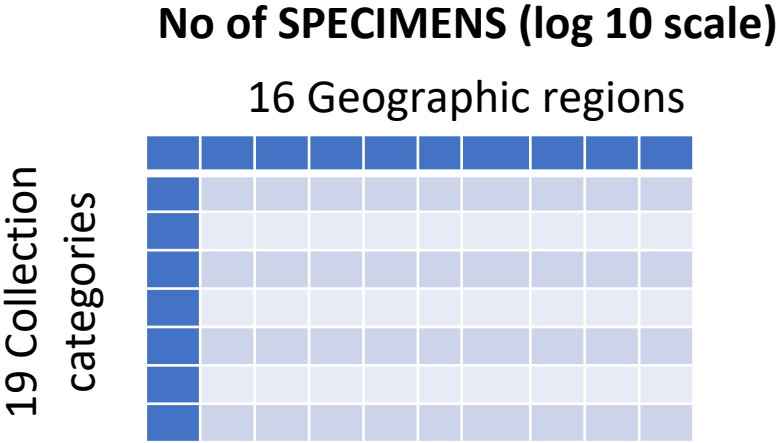 No of SPECIMENS (log 10 scale)
16 Geographic regions
19 Collection
categories